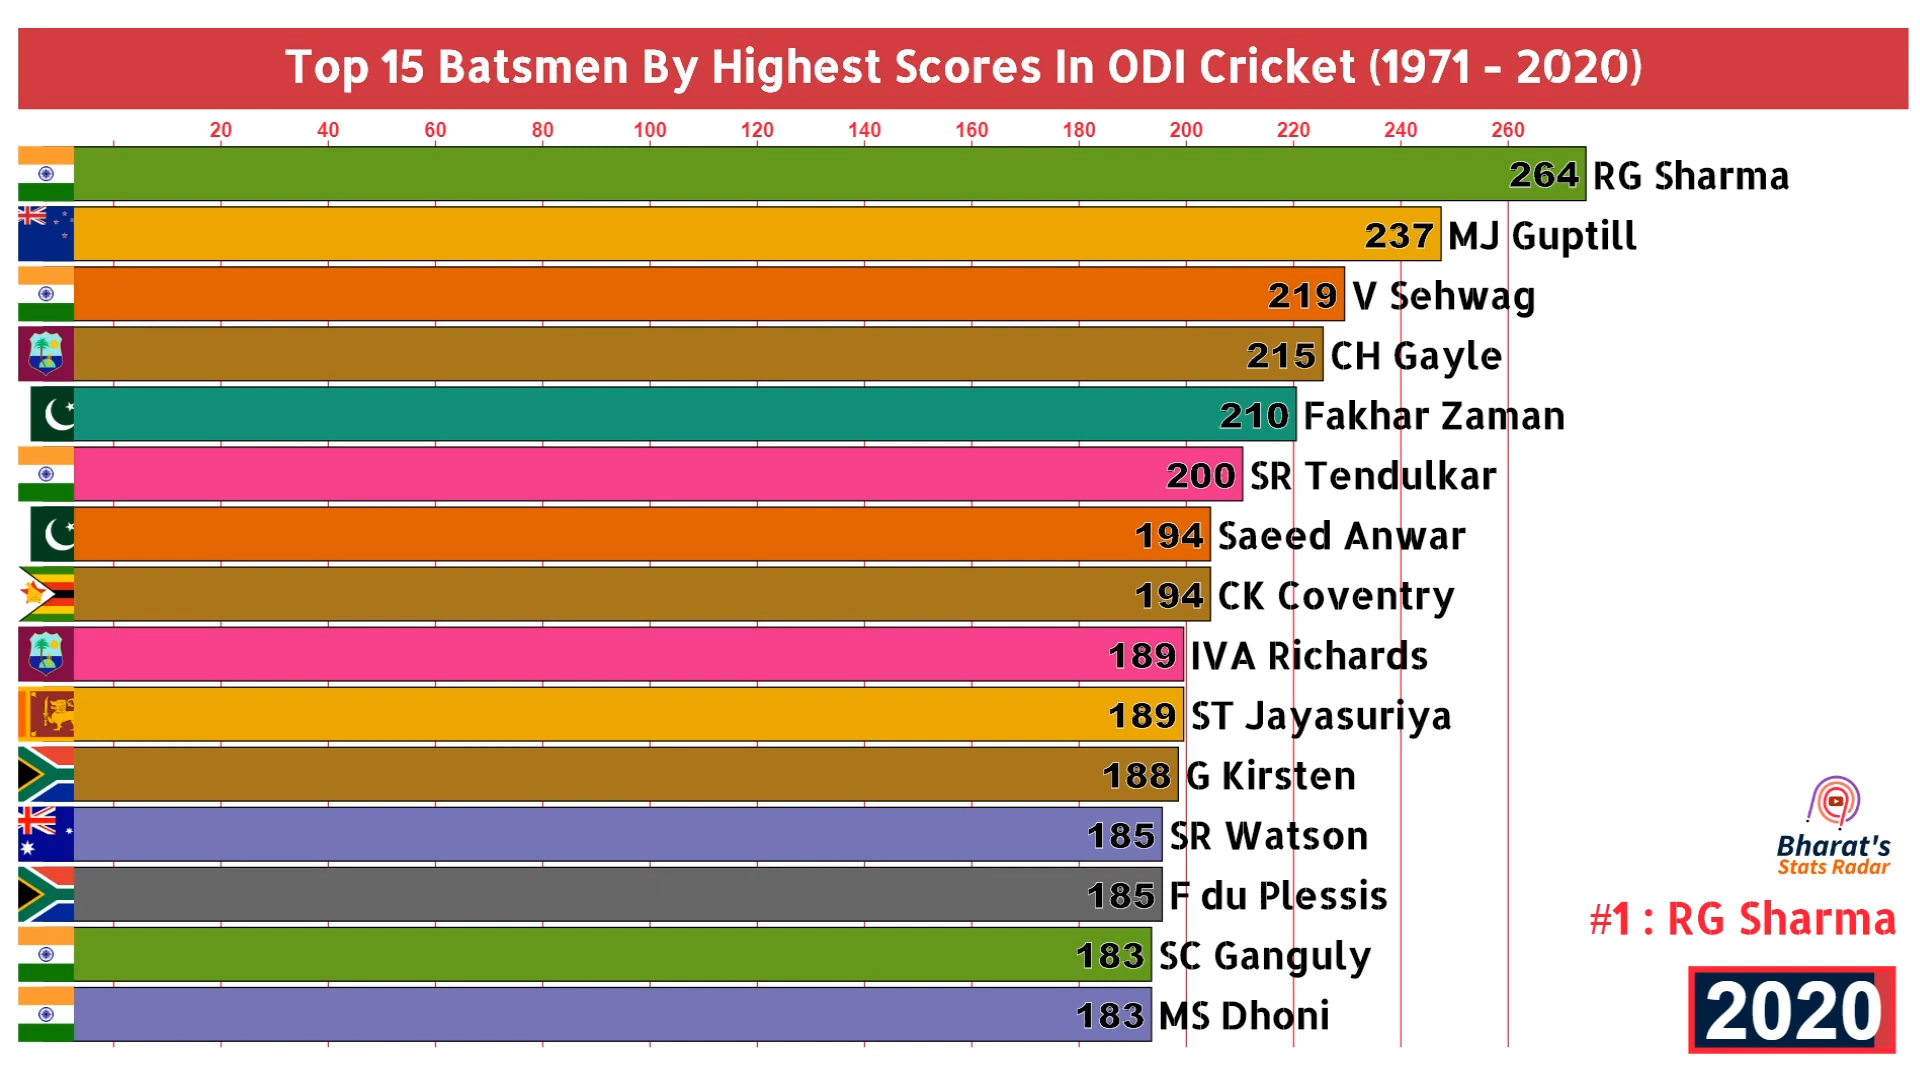 Top 15 Batsmen By Highest Scores In ODI Cricket (1971 - 2020)
20 40 60 80 100 120 140 160 180 200 220 240 260
264 RG Sharma
237 MJ Guptill
219 V Sehwag
215 CH Gayle
210 Fakhar Zaman
200 SR Tendulkar
194 Saeed Anwar
194 CK Coventry
189 IVA Richards
189 ST Jayasuriya
188 G Kirsten
185 SR Watson
185 F du Plessis
183 SC Ganguly
183 MS Dhoni
Bharat's
Stats Radar
#1 : RG Sharma
2020